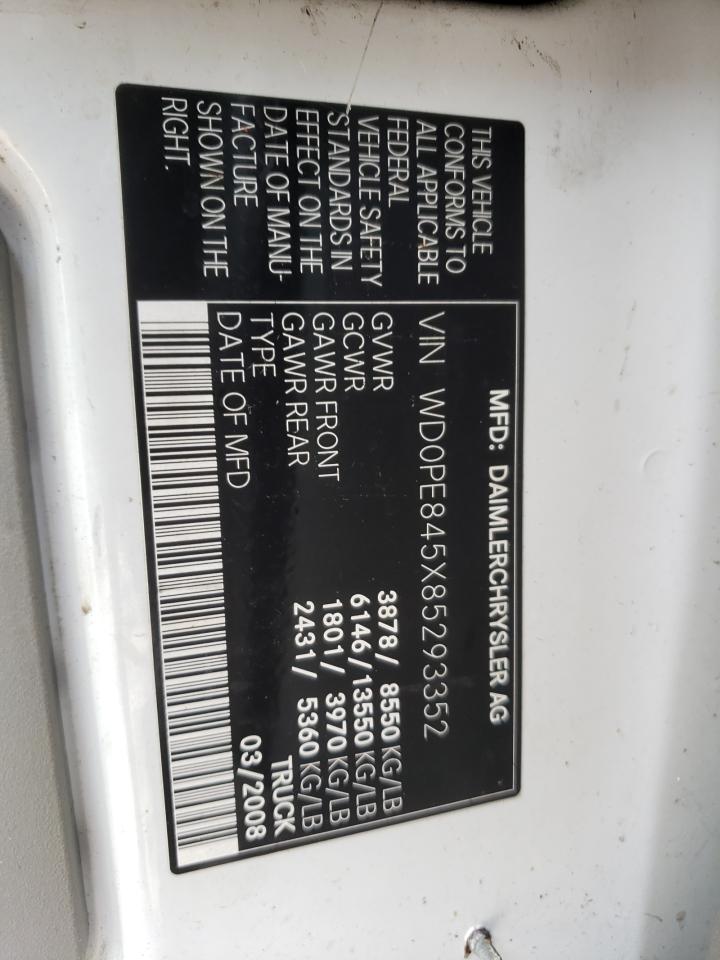 THIS VEHICLE
CONFORMS TO
ALL APPLICABLE
FEDERAL
VEHICLE SAFETY
STANDARDS IN
EFFECT ON THE
DATE OF MANU-
FACTURE
SHOWN ON THE
RIGHT.
MFD: DAIMLERCHRYSLER AG
VIN WD0PE845X85293352
GVWR 3878/ 8550 KG/LB
GCWR 6146/13550 KG/LB
GAWR FRONT 1801/ 3970 KG/LB
GAWR REAR 2431/ 5360 KG/LB
TYPE TRUCK
DATE OF MFD 03/2008